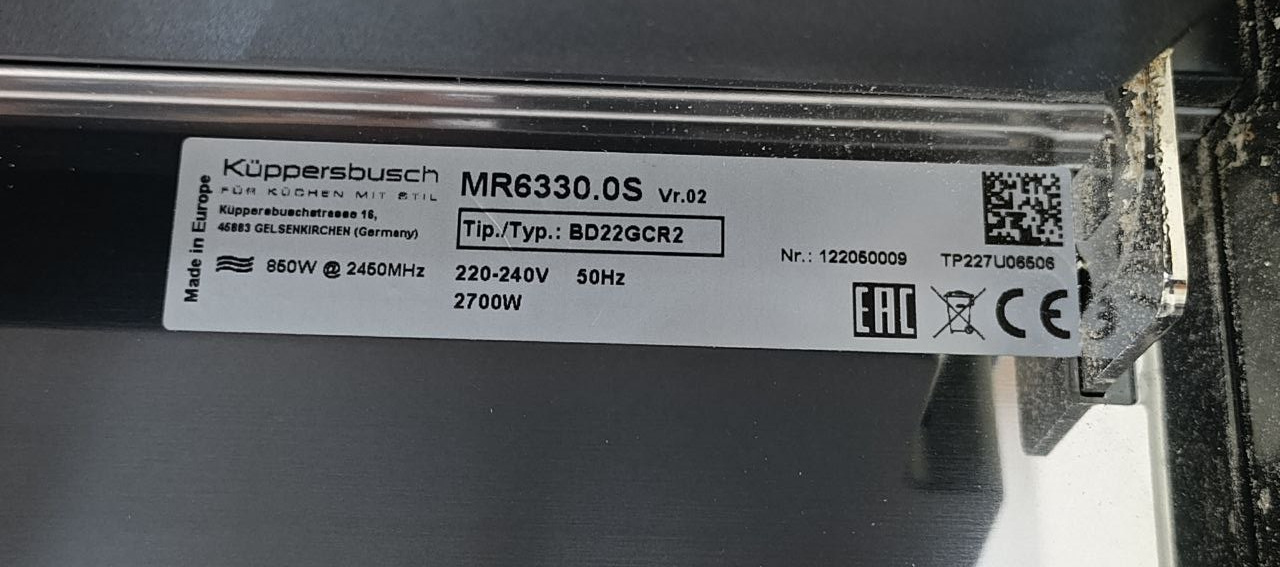 Made in Europe
Küppersbusch
FÜR KÜCHEN MIT STIL
Küppersbuschstrasse 16,
45883 GELSENKIRCHEN (Germany)
850W @ 2450MHz
MR6330.0S Vr.02
Tip./Typ.: BD22GCR2
220-240V 50Hz
2700W
Nr.: 122050009
TP227U06506
EAC
CE